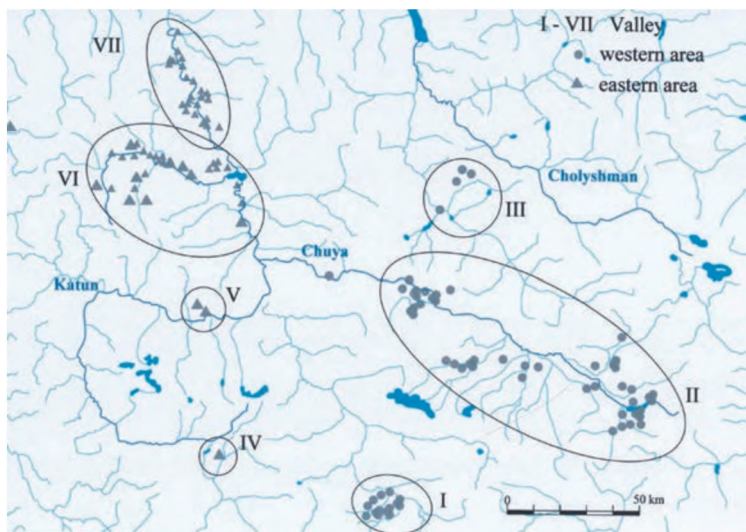 VII
I - VII Valley
western area
eastern area
VI
Cholyshman
III
Chuya
Katun
V
II
IV
I
0
50 km